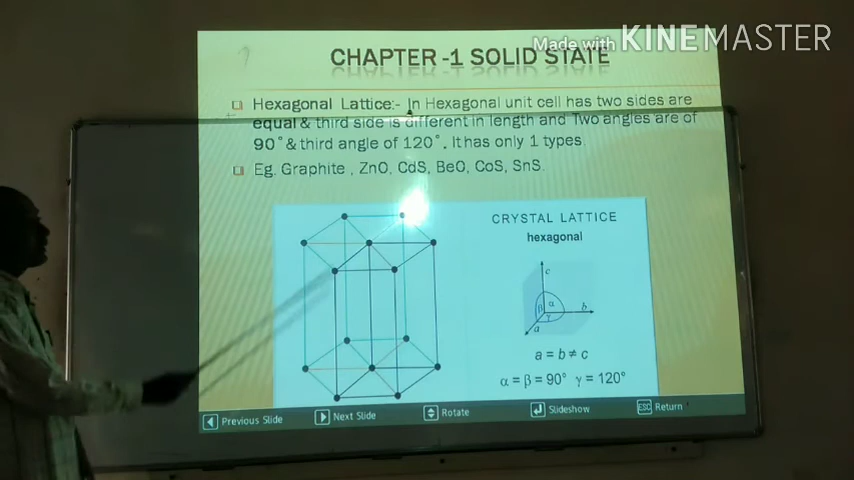 Made with KINEMASTER
CHAPTER -1 SOLID STATE
Hexagonal Lattice:- In Hexagonal unit cell has two sides are
equal & third side is different in length and Two angles are of
90° & third angle of 120°. It has only 1 types.
Eg. Graphite , ZnO, CdS, BeO, CoS, SnS.
CRYSTAL LATTICE
hexagonal
c
β α b
γ
a
a = b ≠ c
α = β = 90° γ = 120°
Previous Slide Next Slide Rotate Slideshow ESC Return